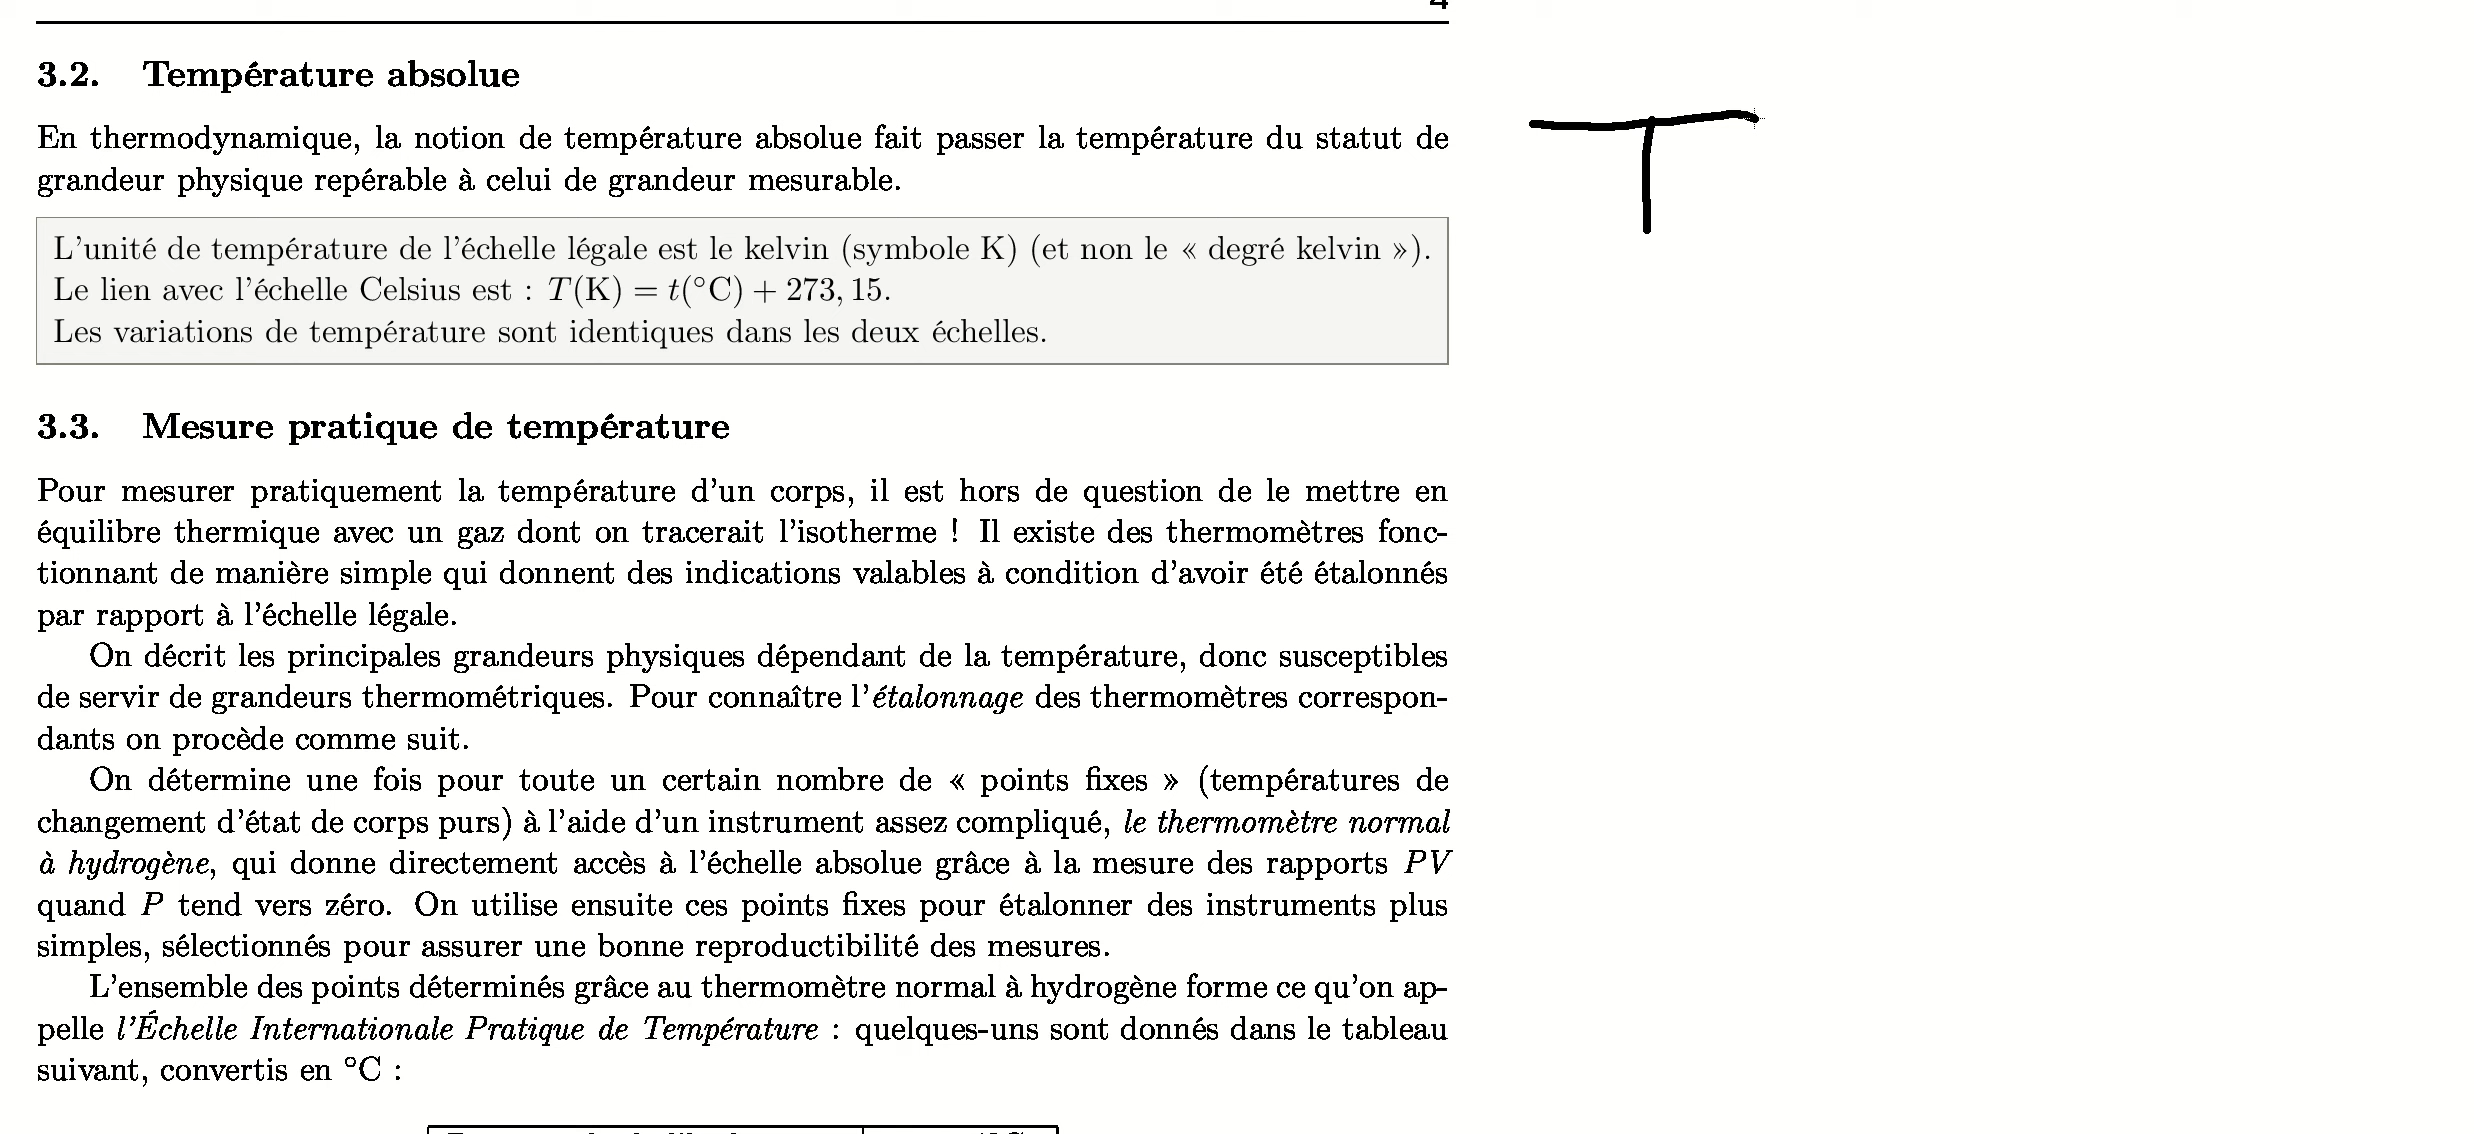 4
3.2. Température absolue
En thermodynamique, la notion de température absolue fait passer la température du statut de
grandeur physique repérable à celui de grandeur mesurable.
T
L'unité de température de l'échelle légale est le kelvin (symbole K) (et non le « degré kelvin »).
Le lien avec l'échelle Celsius est : T(K) = t(°C) + 273, 15.
Les variations de température sont identiques dans les deux échelles.
3.3. Mesure pratique de température
Pour mesurer pratiquement la température d'un corps, il est hors de question de le mettre en
équilibre thermique avec un gaz dont on tracerait l'isotherme ! Il existe des thermomètres fonc-
tionnant de manière simple qui donnent des indications valables à condition d'avoir été étalonnés
par rapport à l'échelle légale.
On décrit les principales grandeurs physiques dépendant de la température, donc susceptibles
de servir de grandeurs thermométriques. Pour connaître l'étalonnage des thermomètres correspon-
dants on procède comme suit.
On détermine une fois pour toute un certain nombre de « points fixes » (températures de
changement d'état de corps purs) à l'aide d'un instrument assez compliqué, le thermomètre normal
à hydrogène, qui donne directement accès à l'échelle absolue grâce à la mesure des rapports PV
quand P tend vers zéro. On utilise ensuite ces points fixes pour étalonner des instruments plus
simples, sélectionnés pour assurer une bonne reproductibilité des mesures.
L'ensemble des points déterminés grâce au thermomètre normal à hydrogène forme ce qu'on ap-
pelle l'Échelle Internationale Pratique de Température : quelques-uns sont donnés dans le tableau
suivant, convertis en °C :